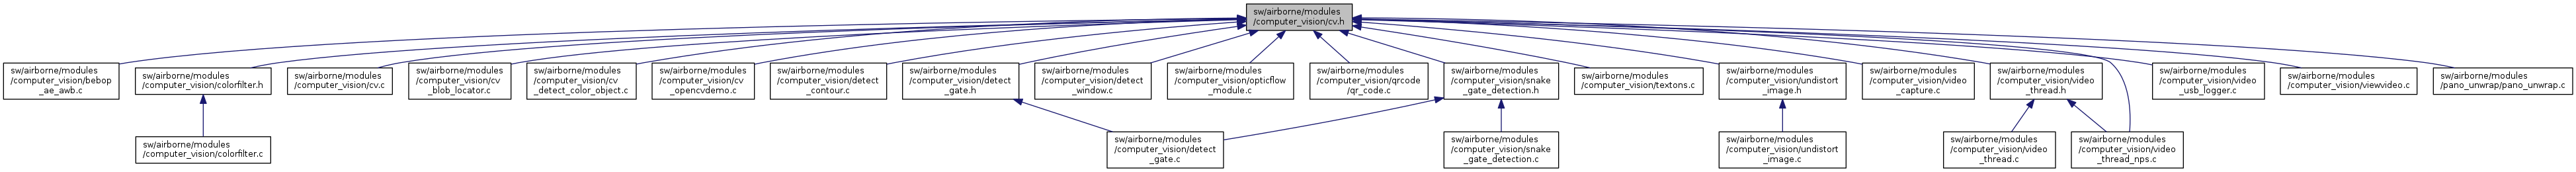 sw/airborne/modules
/computer_vision/cv.h
sw/airborne/modules
/computer_vision/bebop
_ae_awb.c
sw/airborne/modules
/computer_vision/colorfilter.h
sw/airborne/modules
/computer_vision/cv.c
sw/airborne/modules
/computer_vision/cv
_blob_locator.c
sw/airborne/modules
/computer_vision/cv
_detect_color_object.c
sw/airborne/modules
/computer_vision/cv
_opencvdemo.c
sw/airborne/modules
/computer_vision/detect
_contour.c
sw/airborne/modules
/computer_vision/detect
_gate.h
sw/airborne/modules
/computer_vision/detect
_window.c
sw/airborne/modules
/computer_vision/opticflow
_module.c
sw/airborne/modules
/computer_vision/qrcode
/qr_code.c
sw/airborne/modules
/computer_vision/snake
_gate_detection.h
sw/airborne/modules
/computer_vision/textons.c
sw/airborne/modules
/computer_vision/undistort
_image.h
sw/airborne/modules
/computer_vision/video
_capture.c
sw/airborne/modules
/computer_vision/video
_thread.h
sw/airborne/modules
/computer_vision/video
_usb_logger.c
sw/airborne/modules
/computer_vision/viewvideo.c
sw/airborne/modules
/pano_unwrap/pano_unwrap.c
sw/airborne/modules
/computer_vision/colorfilter.c
sw/airborne/modules
/computer_vision/detect
_gate.c
sw/airborne/modules
/computer_vision/snake
_gate_detection.c
sw/airborne/modules
/computer_vision/undistort
_image.c
sw/airborne/modules
/computer_vision/video
_thread.c
sw/airborne/modules
/computer_vision/video
_thread_nps.c